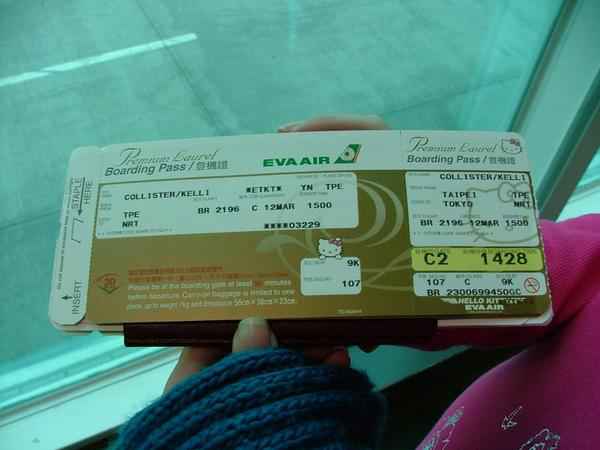 Premium Laurel
Boarding Pass / 登機證
EVA AIR
COLLISTER/KELLI
*ETKT* YN TPE
BR 2196 C 12MAR 1500
TPE
NRT
****03229
9K
107
20
Please be at the boarding gate at least minutes
before departure. Carry-on baggage is limited to one
piece, up to weight 7kg and dimension 56cm × 36cm × 23cm.
STAPLE
HERE
INSERT
Premium Laurel
Boarding Pass / 登機證
COLLISTER/KELLI
TAIPEI TPE
TOKYO NRT
BR 2196 12MAR 1500
C2 1428
107 C 9K
BR 2300699450GC
HELLO KITTY
EVA AIR